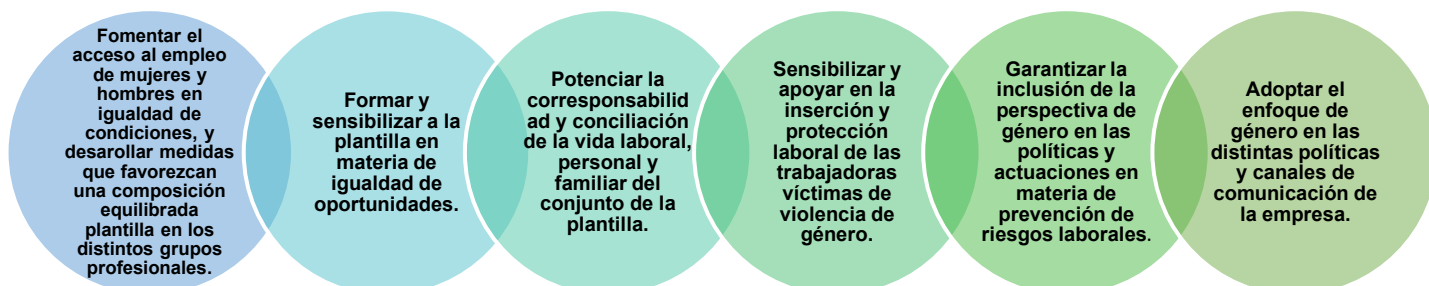 Fomentar el
acceso al empleo
de mujeres y
hombres en
igualdad de
condiciones, y
desarollar medidas
que favorezcan
una composición
equilibrada
plantilla en los
distintos grupos
profesionales.
Formar y
sensibilizar a la
plantilla en
materia de
igualdad de
oportunidades.
Potenciar la
corresponsabilid
ad y conciliación
de la vida laboral,
personal y
familiar del
conjunto de la
plantilla.
Sensibilizar y
apoyar en la
inserción y
protección
laboral de las
trabajadoras
víctimas de
violencia de
género.
Garantizar la
inclusión de la
perspectiva de
género en las
políticas y
actuaciones en
materia de
prevención de
riesgos laborales.
Adoptar el
enfoque de
género en las
distintas políticas
y canales de
comunicación de
la empresa.